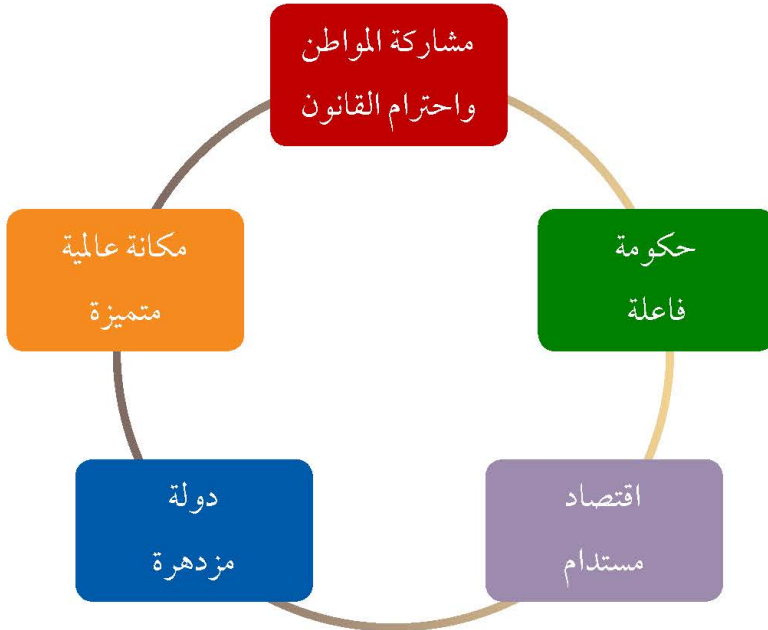 مشاركة المواطن
واحترام القانون
حكومة
فاعلة
اقتصاد
مستدام
دولة
مزدهرة
مكانة عالمية
متميزة